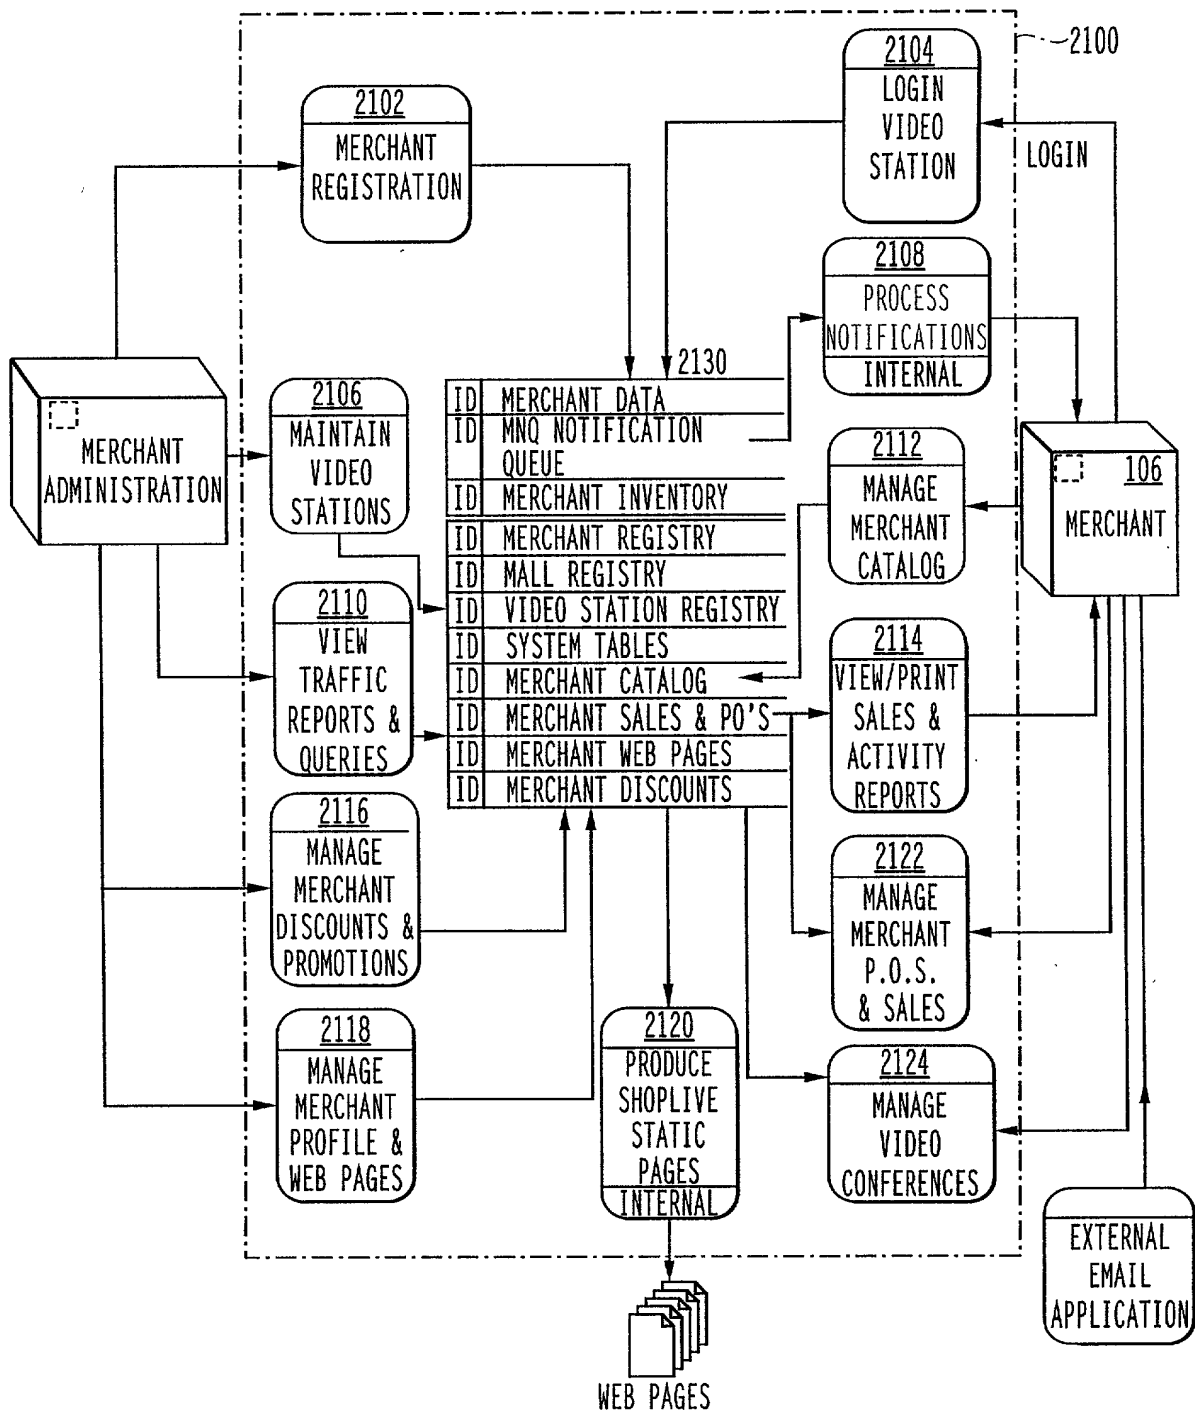 2100
2104
LOGIN
VIDEO
STATION
LOGIN
2102
MERCHANT
REGISTRATION
2108
PROCESS
NOTIFICATIONS
INTERNAL
MERCHANT
ADMINISTRATION
2106
MAINTAIN
VIDEO
STATIONS
2130
ID MERCHANT DATA
ID MNQ NOTIFICATION
QUEUE
ID MERCHANT INVENTORY
ID MERCHANT REGISTRY
ID MALL REGISTRY
ID VIDEO STATION REGISTRY
ID SYSTEM TABLES
ID MERCHANT CATALOG
ID MERCHANT SALES & PO'S
ID MERCHANT WEB PAGES
ID MERCHANT DISCOUNTS
2112
MANAGE
MERCHANT
CATALOG
106
MERCHANT
2110
VIEW
TRAFFIC
REPORTS &
QUERIES
2114
VIEW/PRINT
SALES &
ACTIVITY
REPORTS
2116
MANAGE
MERCHANT
DISCOUNTS &
PROMOTIONS
2122
MANAGE
MERCHANT
P.O.S.
& SALES
2118
MANAGE
MERCHANT
PROFILE &
WEB PAGES
2120
PRODUCE
SHOPLIVE
STATIC
PAGES
INTERNAL
2124
MANAGE
VIDEO
CONFERENCES
EXTERNAL
EMAIL
APPLICATION
WEB PAGES